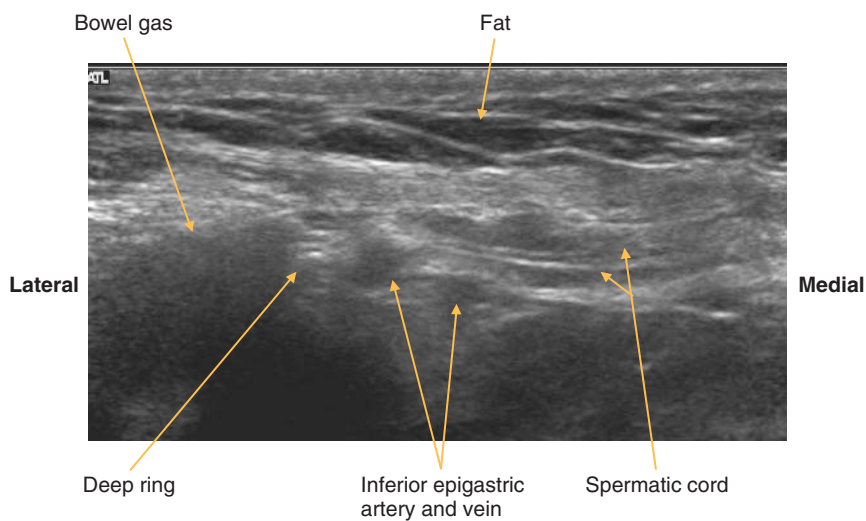 Bowel gas
Fat
ATL
Lateral
Medial
Deep ring
Inferior epigastric
artery and vein
Spermatic cord